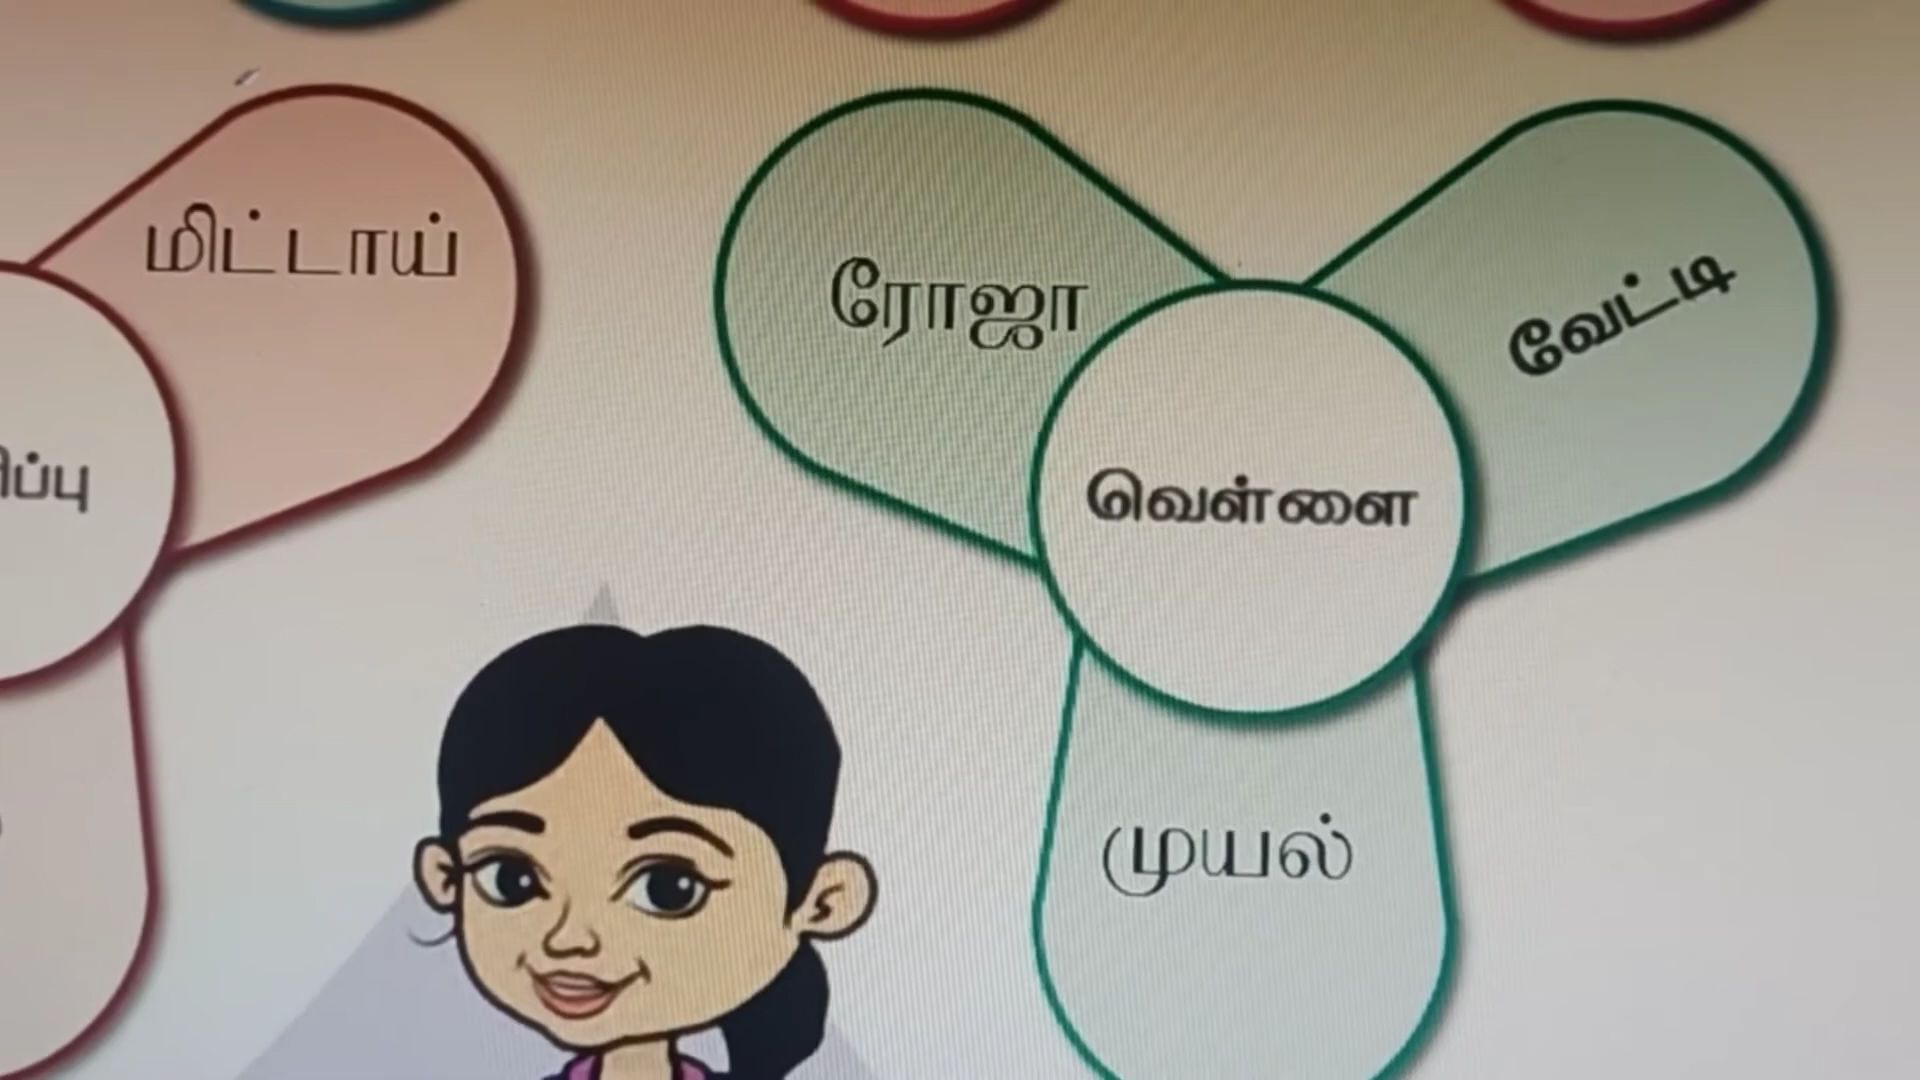 மிட்டாய்
ரோஜா
வேட்டி
வெள்ளை
முயல்